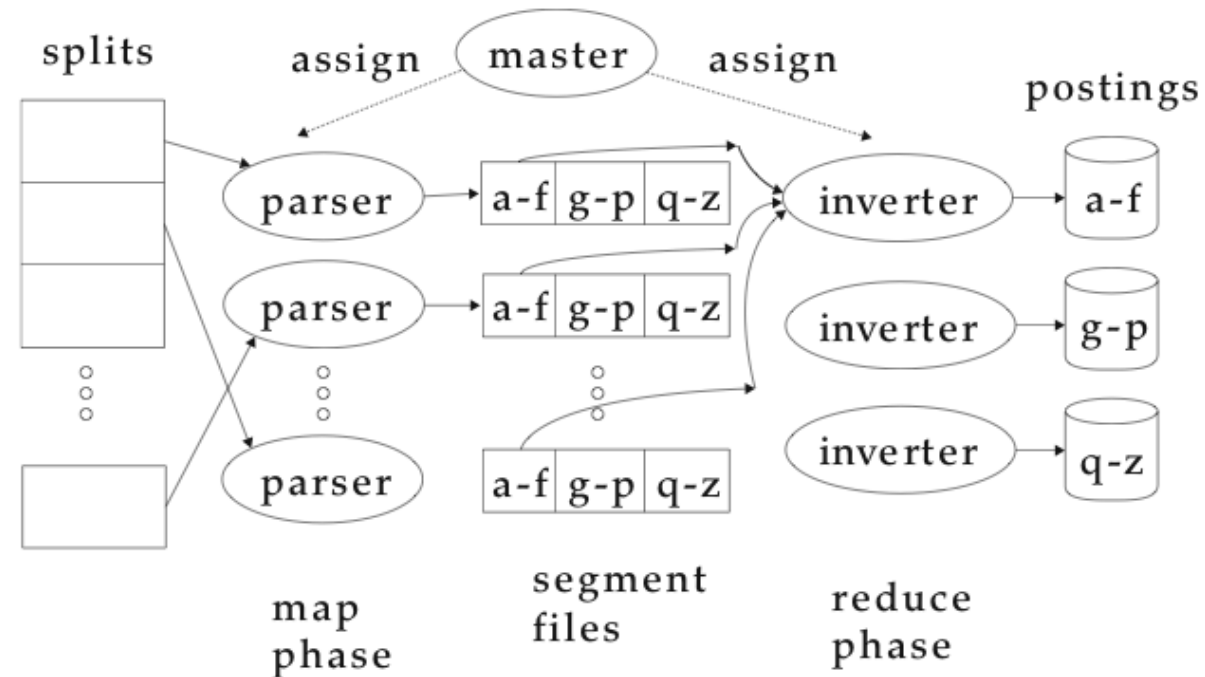 splits
assign
master
assign
postings
parser
a-f g-p q-z
inverter
a-f
parser
a-f g-p q-z
inverter
g-p
parser
a-f g-p q-z
inverter
q-z
map
phase
segment
files
reduce
phase